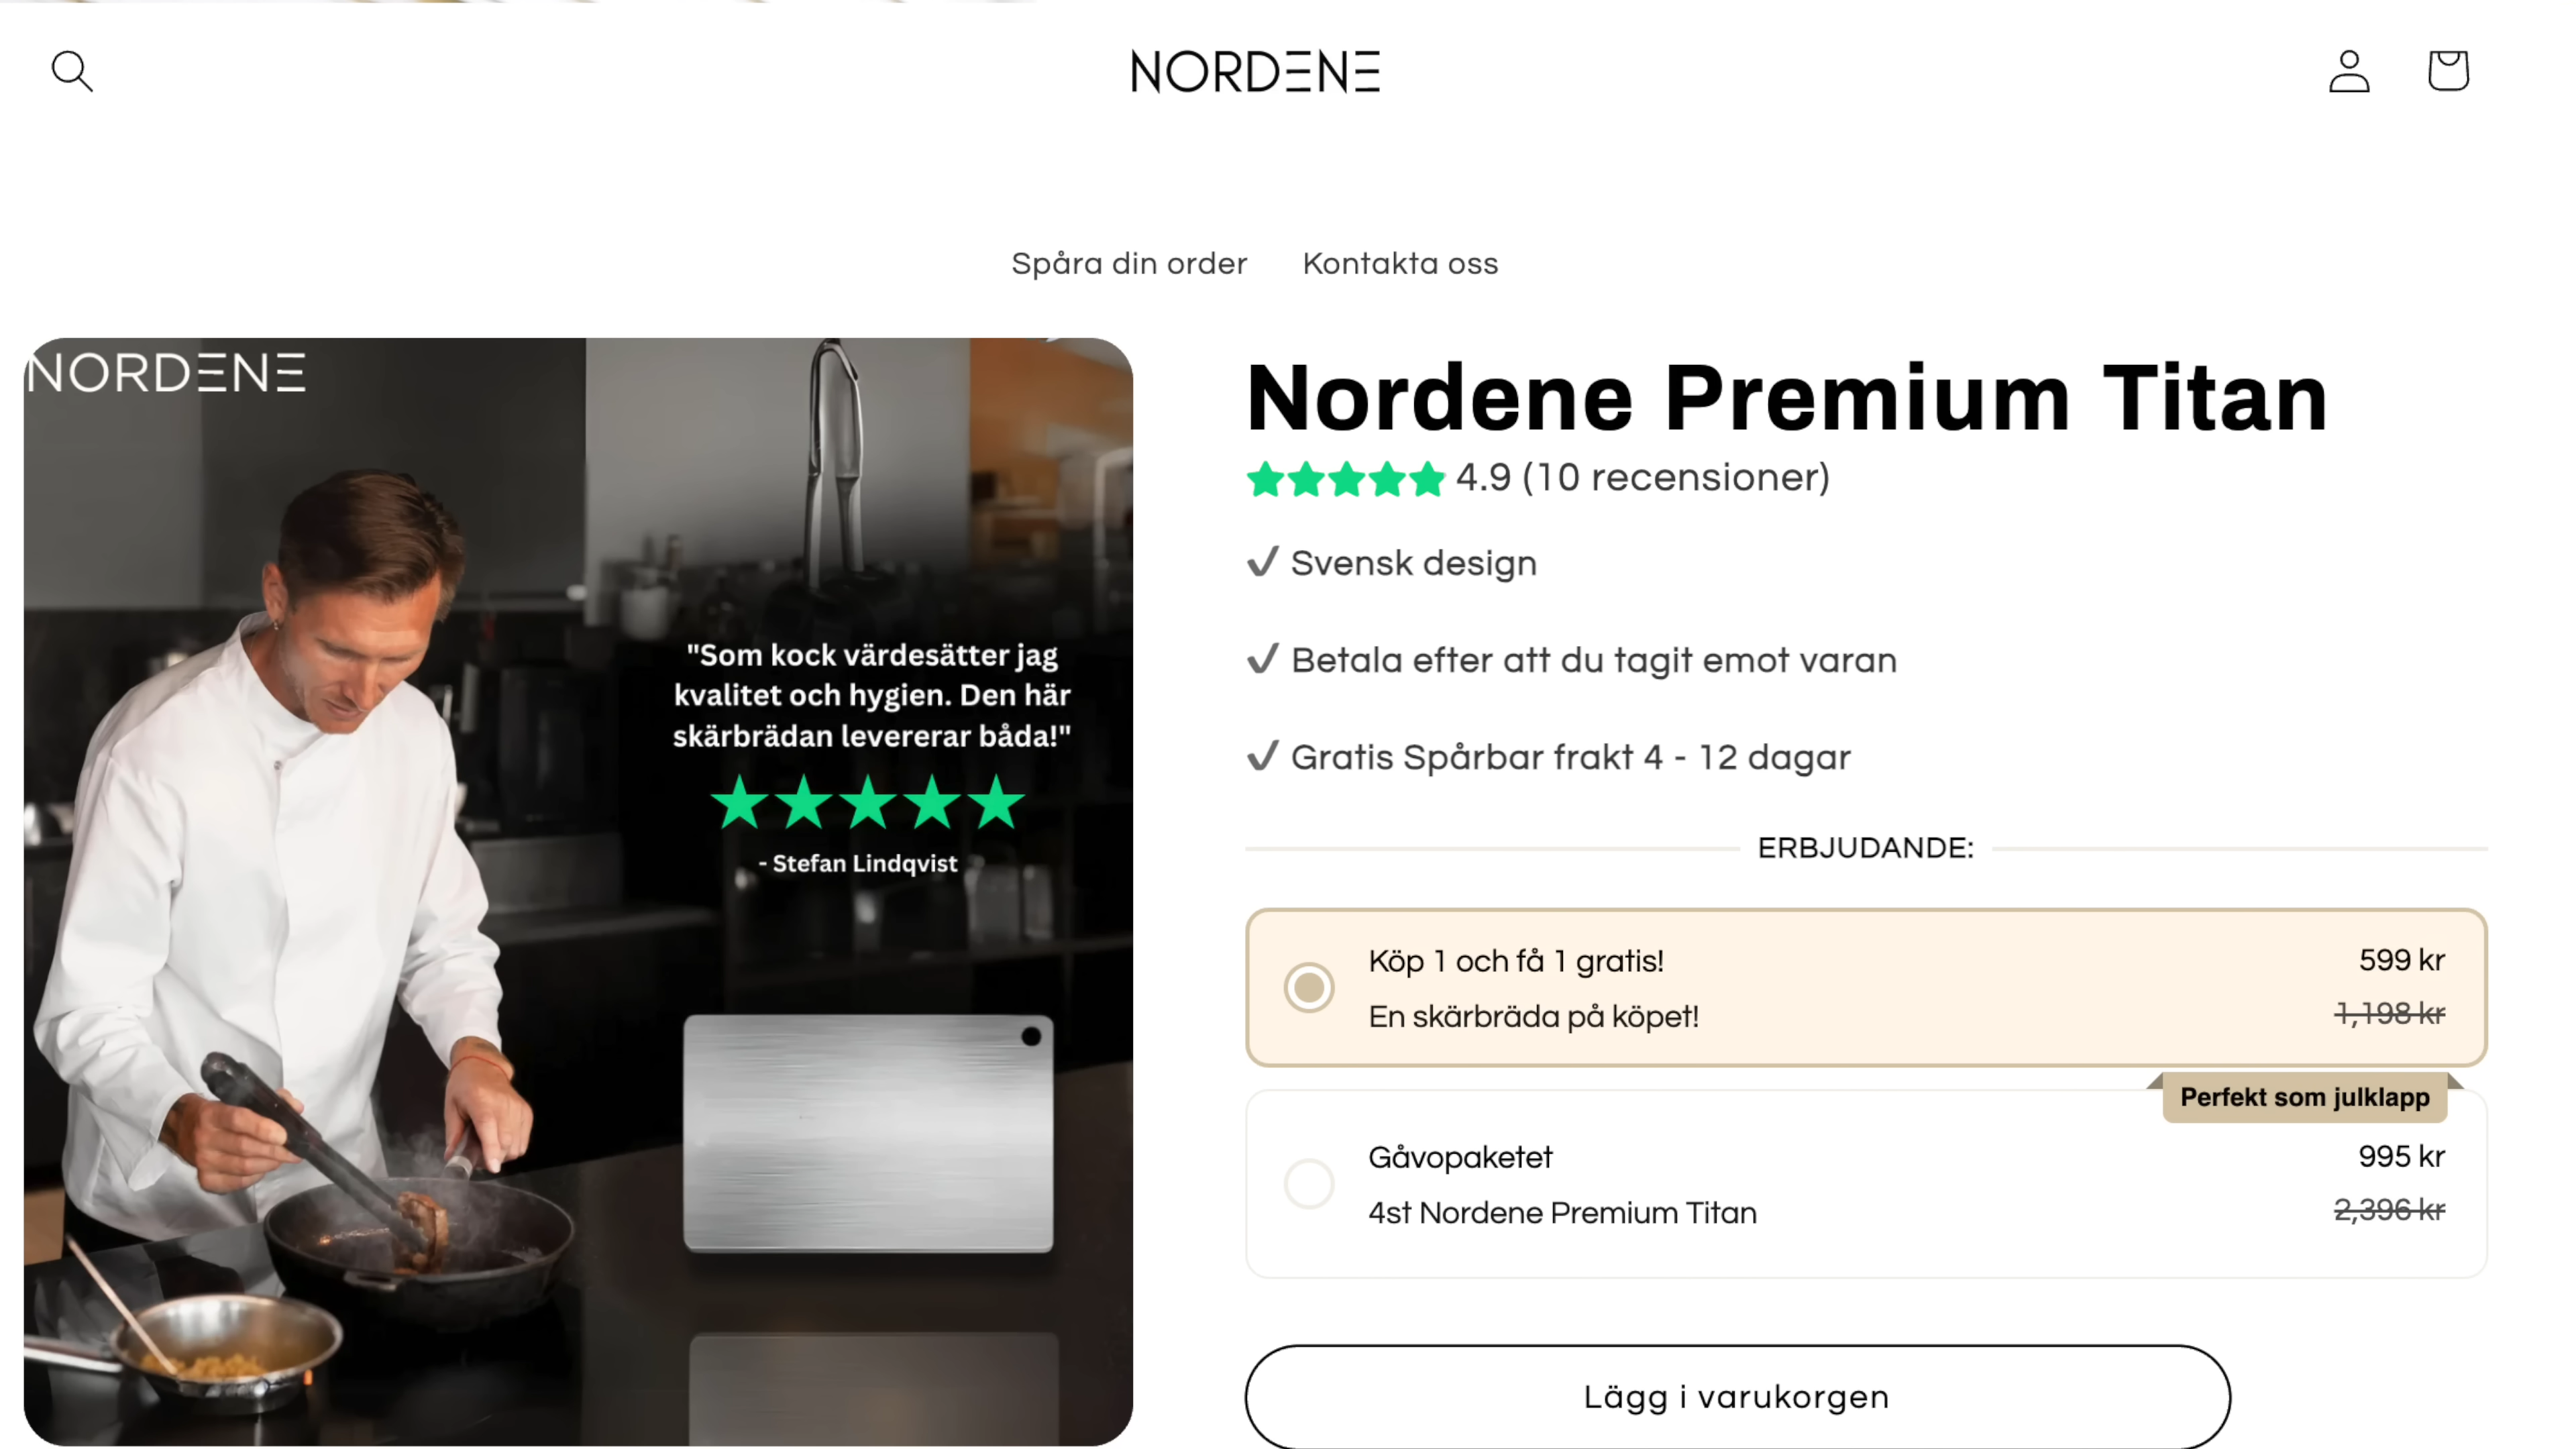 NORDENE
Spåra din order
Kontakta oss
NORDENE
"Som kock värdesätter jag
kvalitet och hygien. Den här
skärbrädan levererar båda!"
- Stefan Lindqvist
Nordene Premium Titan
4.9 (10 recensioner)
✓ Svensk design
✓ Betala efter att du tagit emot varan
✓ Gratis Spårbar frakt 4 - 12 dagar
ERBJUDANDE:
Köp 1 och få 1 gratis!
599 kr
En skärbräda på köpet!
1,198 kr
Perfekt som julklapp
Gåvopaketet
995 kr
4st Nordene Premium Titan
2,396 kr
Lägg i varukorgen